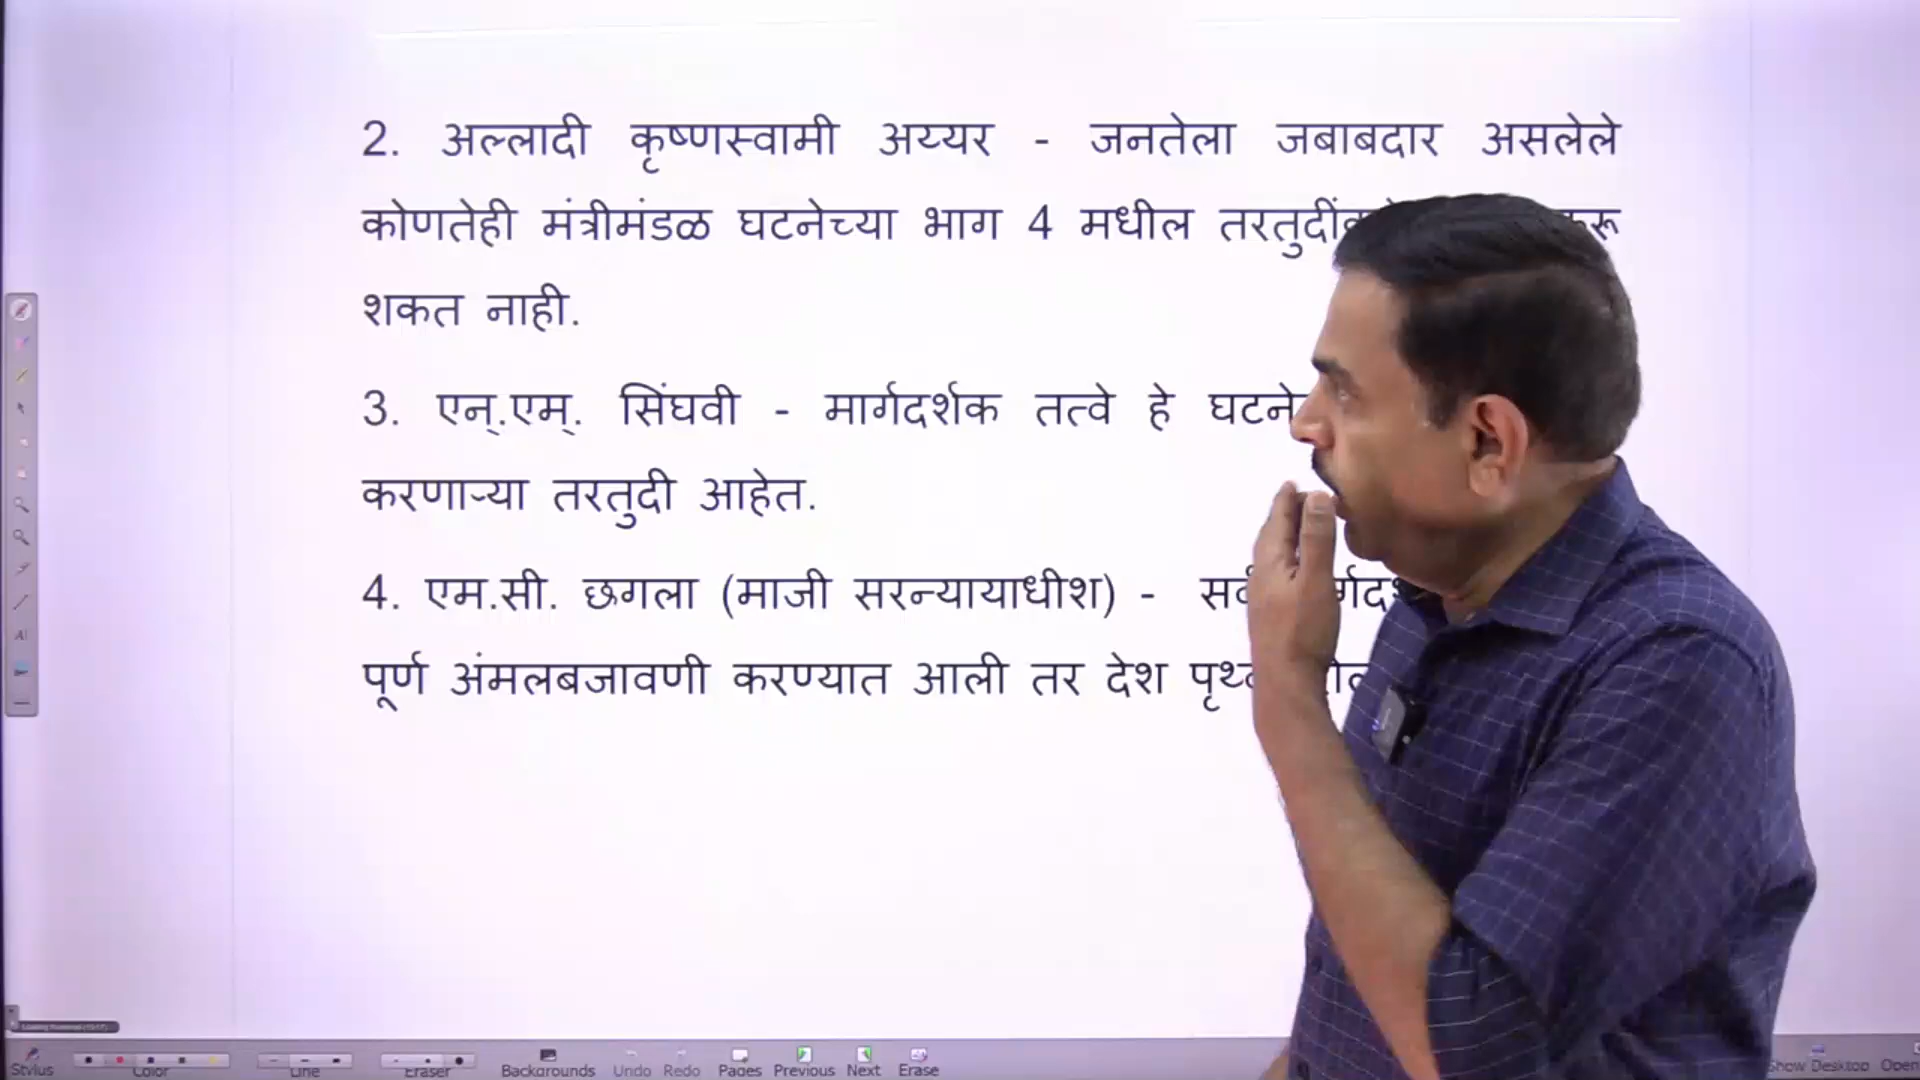 2. अल्लादी कृष्णस्वामी अय्यर - जनतेला जबाबदार असलेले
कोणतेही मंत्रीमंडळ घटनेच्या भाग 4 मधील
शकत नाही.
3. एन्.एम्. सिंघवी - मार्गदर्शक तत्वे हे
करणाऱ्या तरतुदी आहेत.
4. एम.सी. छगला (माजी सरन्यायाधीश) -
पूर्ण अंमलबजावणी करण्यात आली तर देश
Stylus Color Line Eraser Backgrounds Undo Redo Pages Previous Next Erase Show Desktop